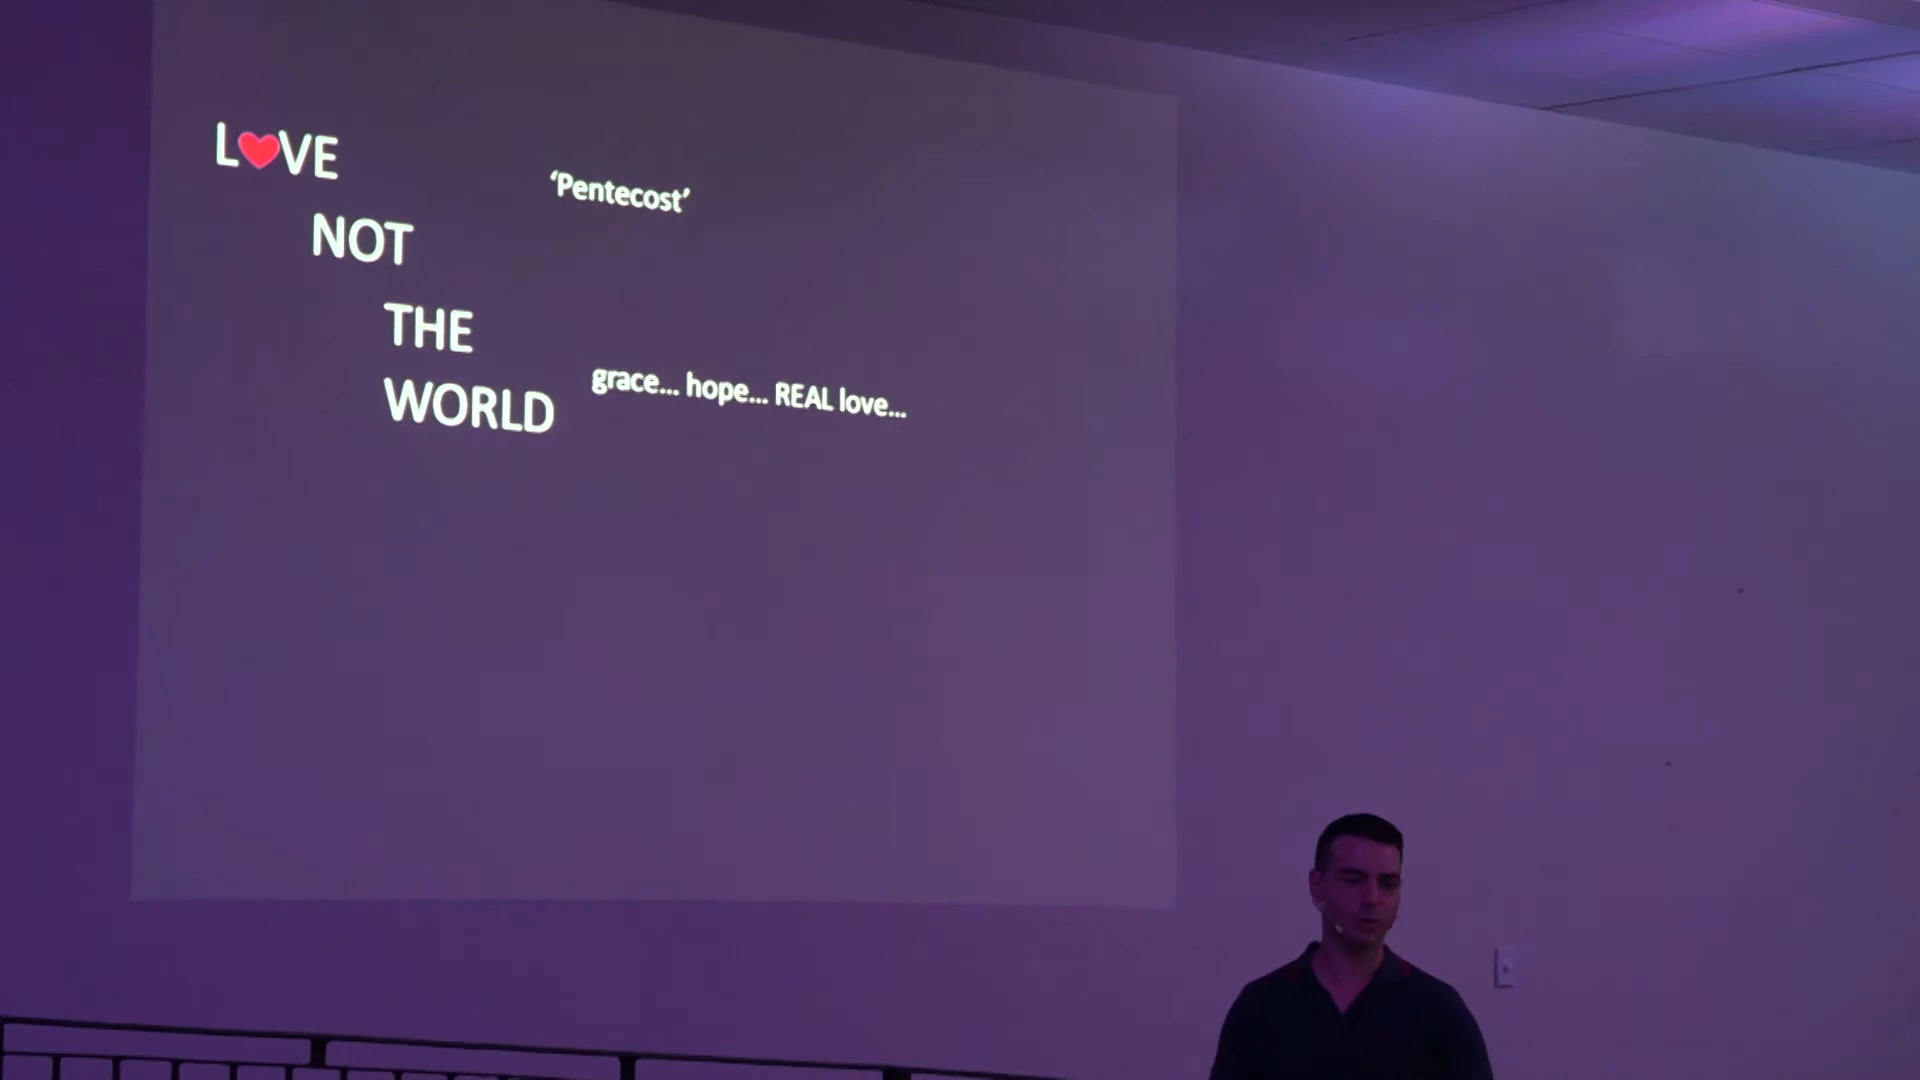 L❤VE
‘Pentecost’
NOT
THE
WORLD
grace... hope... REAL love...